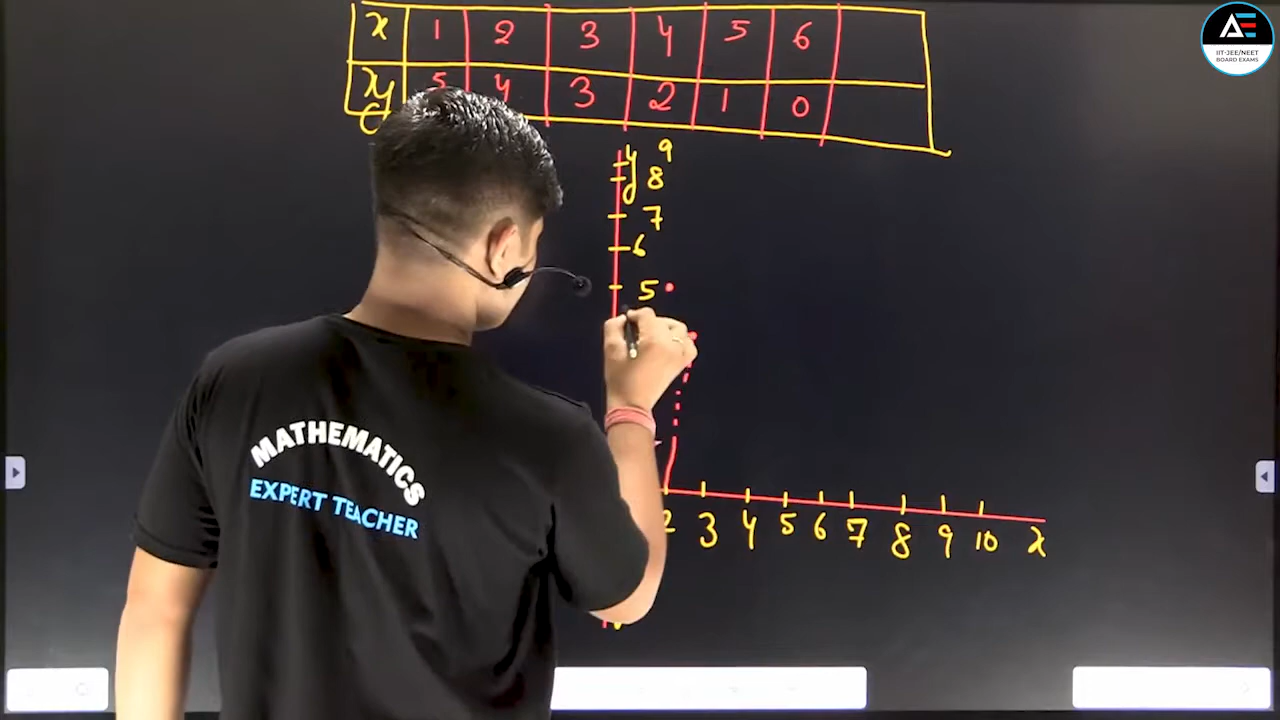 x 1 2 3 4 5 6
y 5 4 3 2 1 0
AE
IIT-JEE/NEET
BOARD EXAMS
y 9
8
7
6
5
MATHEMATICS
EXPERT TEACHER
2 3 4 5 6 7 8 9 10 x